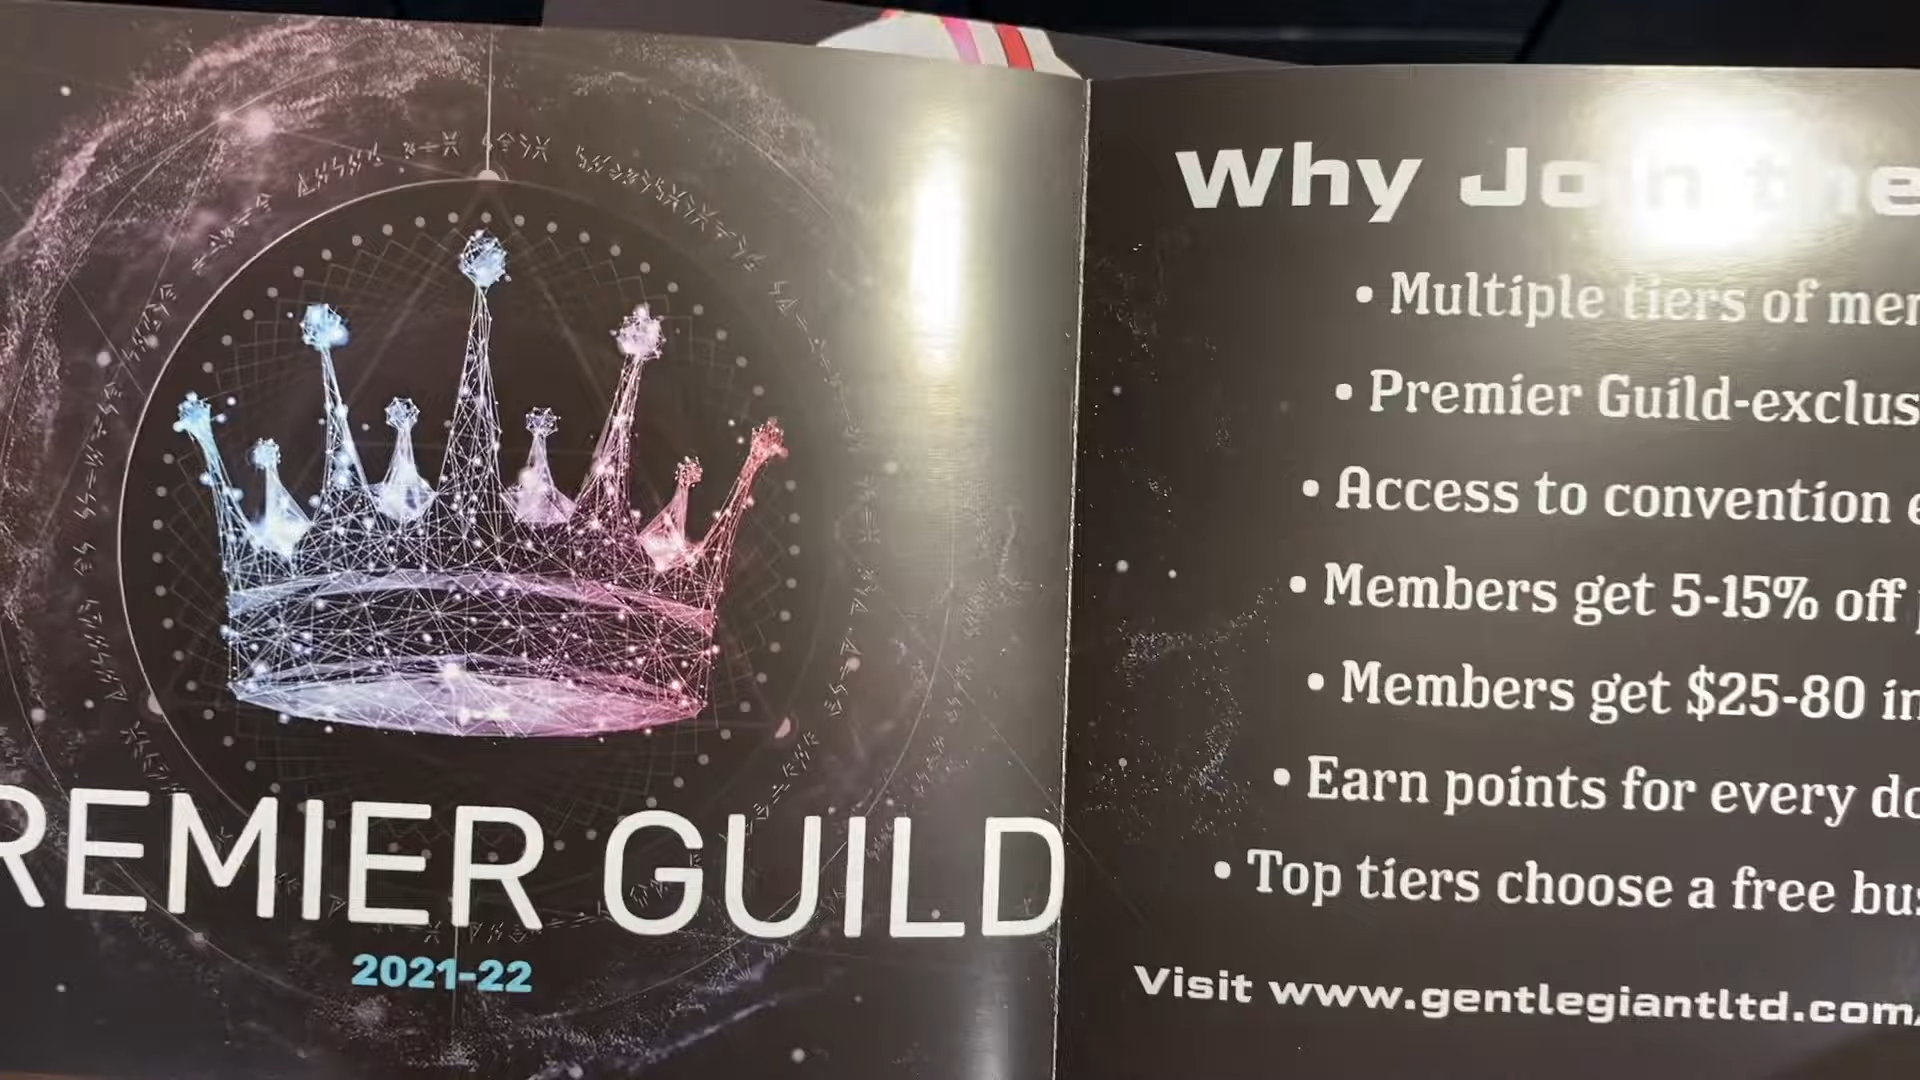 REMIER GUILD
2021-22
Why Join the
• Multiple tiers of mem
• Premier Guild-exclus
• Access to convention e
• Members get 5-15% off
• Members get $25-80 in
• Earn points for every do
• Top tiers choose a free bus
Visit www.gentlegiantltd.com/